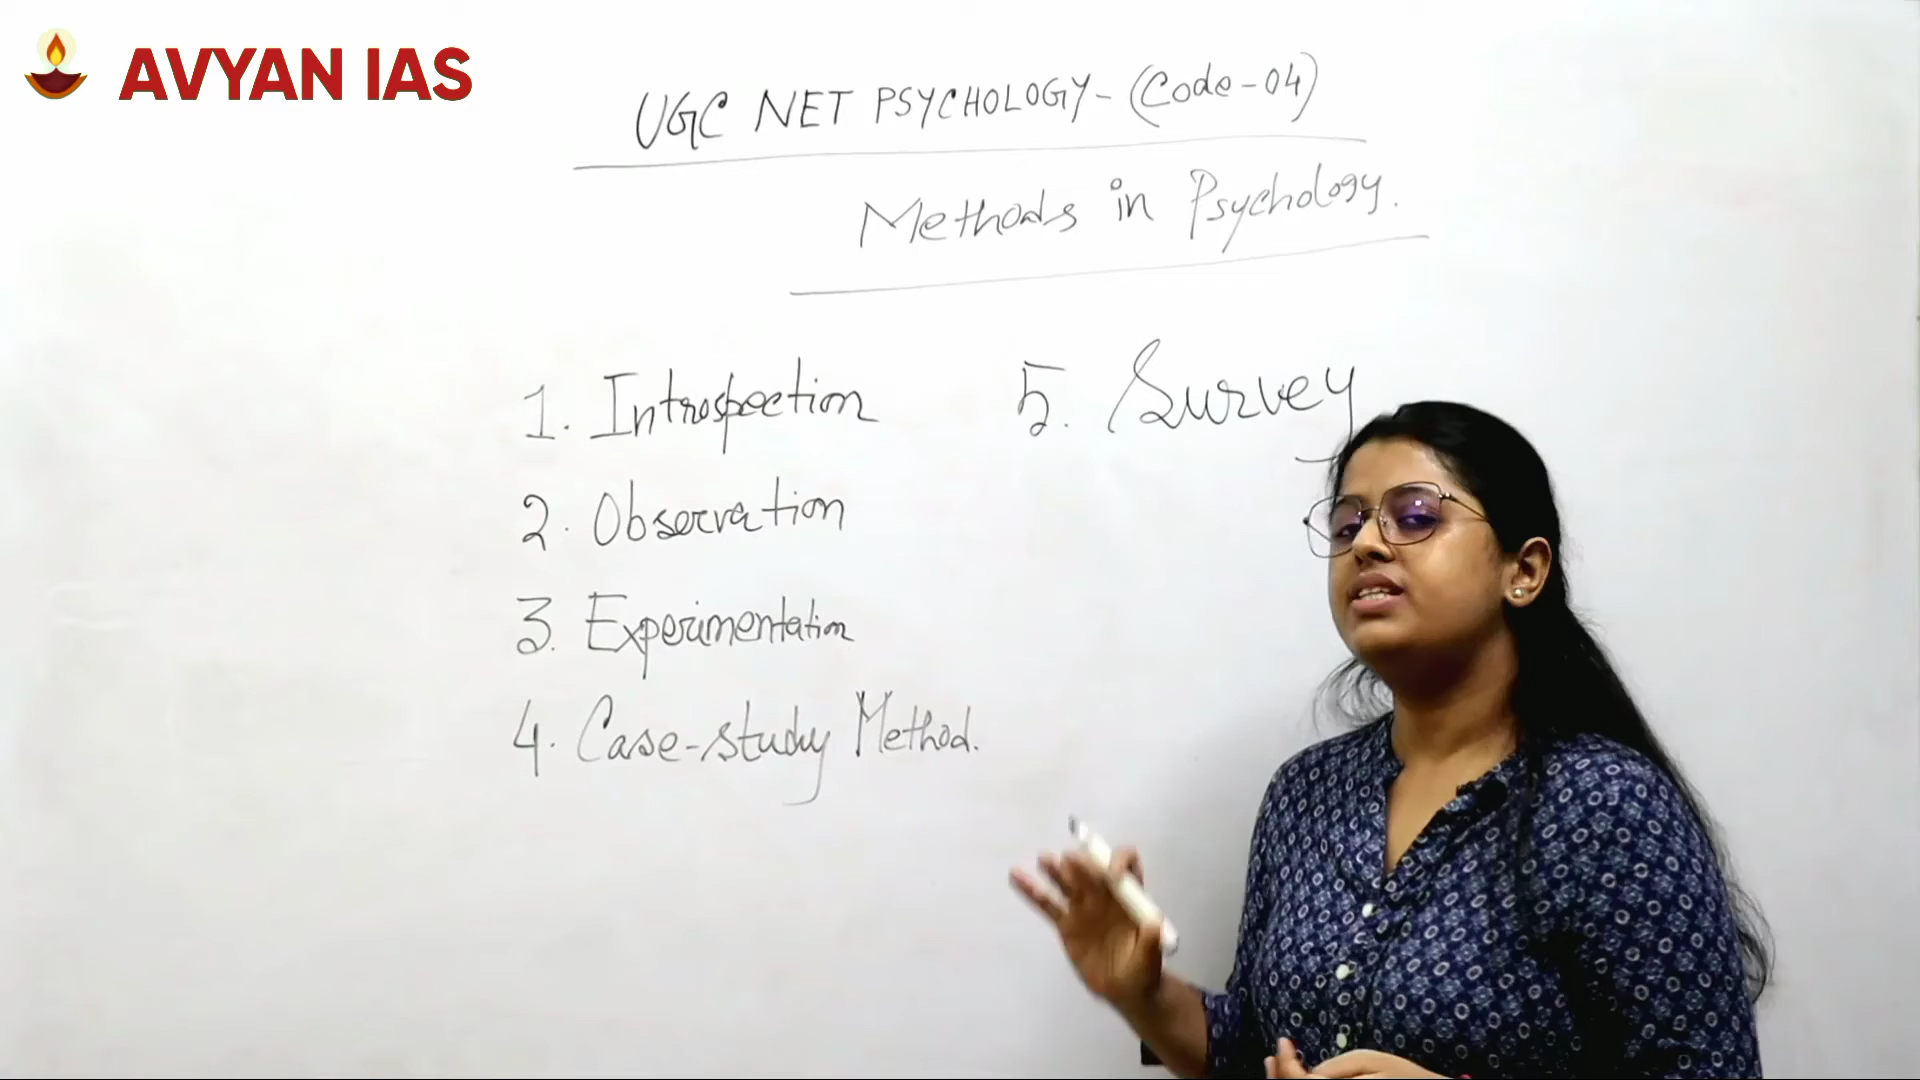 AVYAN IAS
UGC NET PSYCHOLOGY - (Code-04)
Methods in Psychology.
1. Introspection
2. Observation
3. Experimentation
4. Case-study Method.
5. Survey